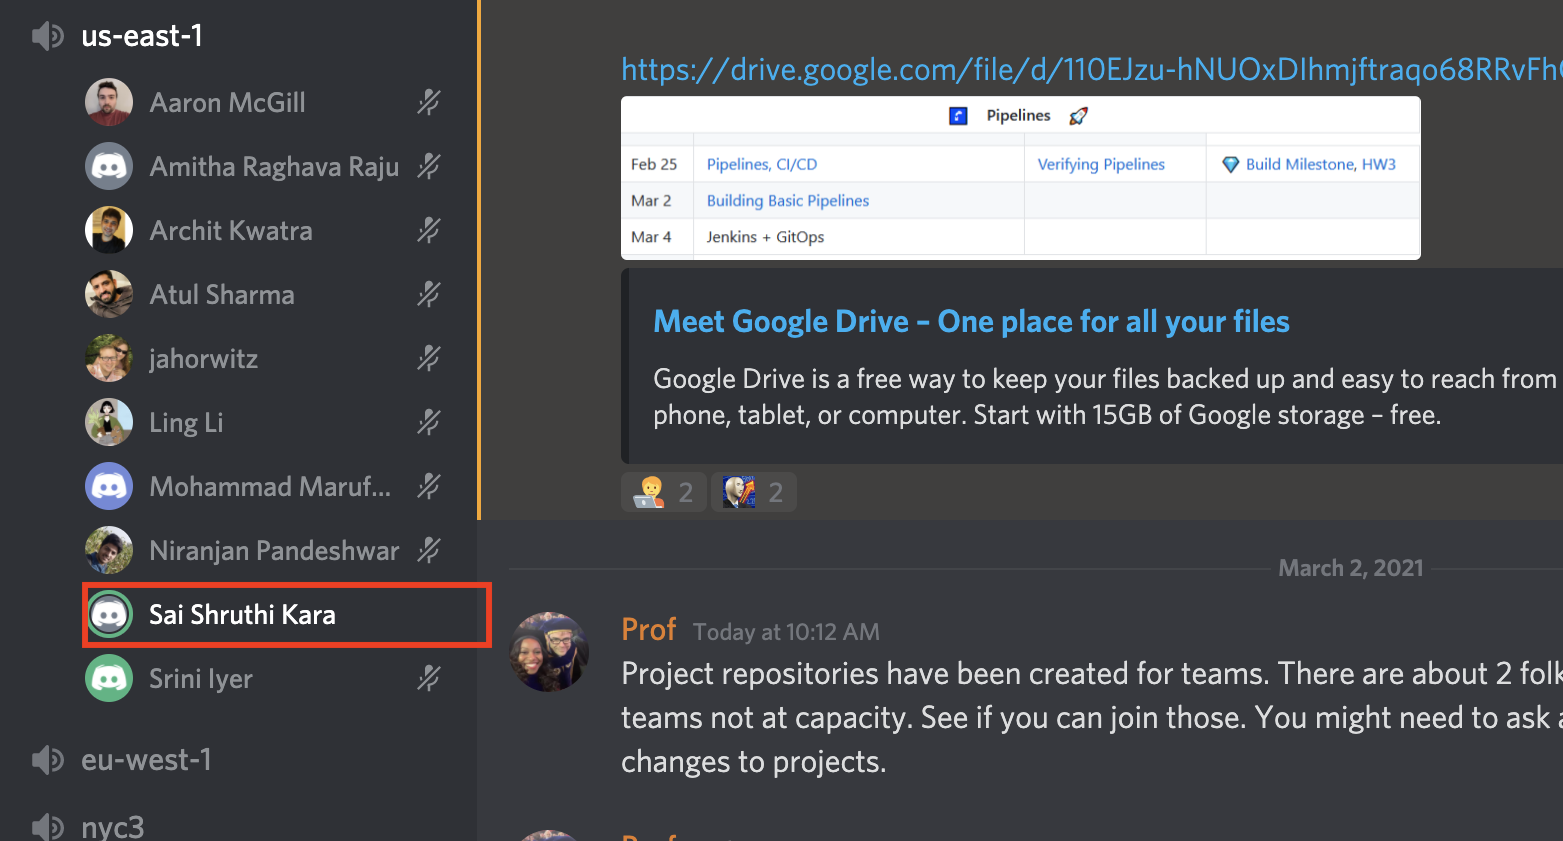 us-east-1
Aaron McGill
Amitha Raghava Raju
Archit Kwatra
Atul Sharma
jahorwitz
Ling Li
Mohammad Maruf...
Niranjan Pandeshwar
Sai Shruthi Kara
Srini Iyer
eu-west-1
nyc3
https://drive.google.com/file/d/110EJzu-hNUOxDIhmjftraqo68RRvFh
Pipelines
Feb 25 Pipelines, CI/CD Verifying Pipelines Build Milestone, HW3
Mar 2 Building Basic Pipelines
Mar 4 Jenkins + GitOps
Meet Google Drive – One place for all your files
Google Drive is a free way to keep your files backed up and easy to reach from
phone, tablet, or computer. Start with 15GB of Google storage – free.
2 2
March 2, 2021
Prof Today at 10:12 AM
Project repositories have been created for teams. There are about 2 folk
teams not at capacity. See if you can join those. You might need to ask a
changes to projects.
Prof